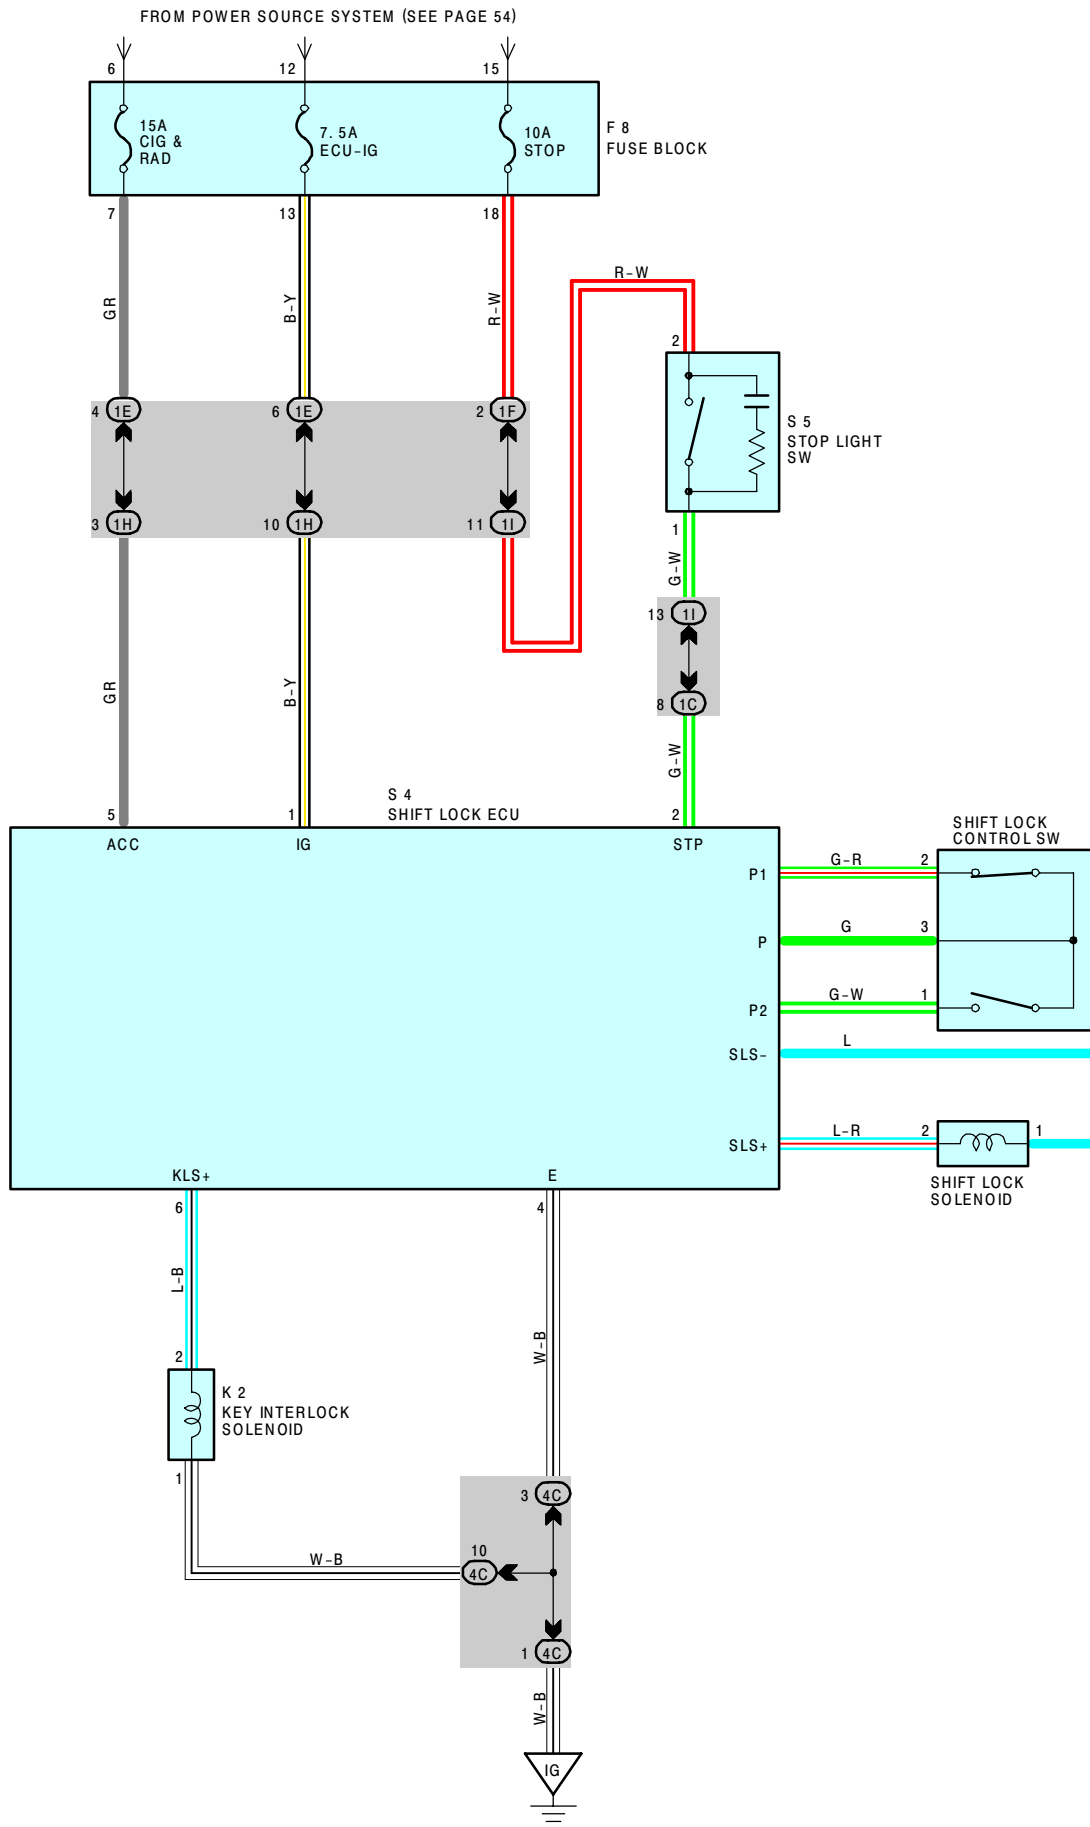 FROM POWER SOURCE SYSTEM (SEE PAGE 54)
6
12
15
15A
CIG &
RAD
7. 5A
ECU-IG
10A
STOP
F 8
FUSE BLOCK
7
13
18
GR
B-Y
R-W
R-W
2
4
1E
6
1E
2
1F
S 5
STOP LIGHT
SW
3
1H
10
1H
11
1I
1
G-W
13
1I
8
1C
GR
B-Y
G-W
S 4
SHIFT LOCK ECU
5
1
2
ACC
IG
STP
SHIFT LOCK
CONTROL SW
P1
G-R
2
P
G
3
P2
G-W
1
SLS-
L
SLS+
L-R
2
1
SHIFT LOCK
SOLENOID
KLS+
E
6
4
L-B
W-B
2
K 2
KEY INTERLOCK
SOLENOID
1
3
4C
W-B
10
4C
1
4C
W-B
IG